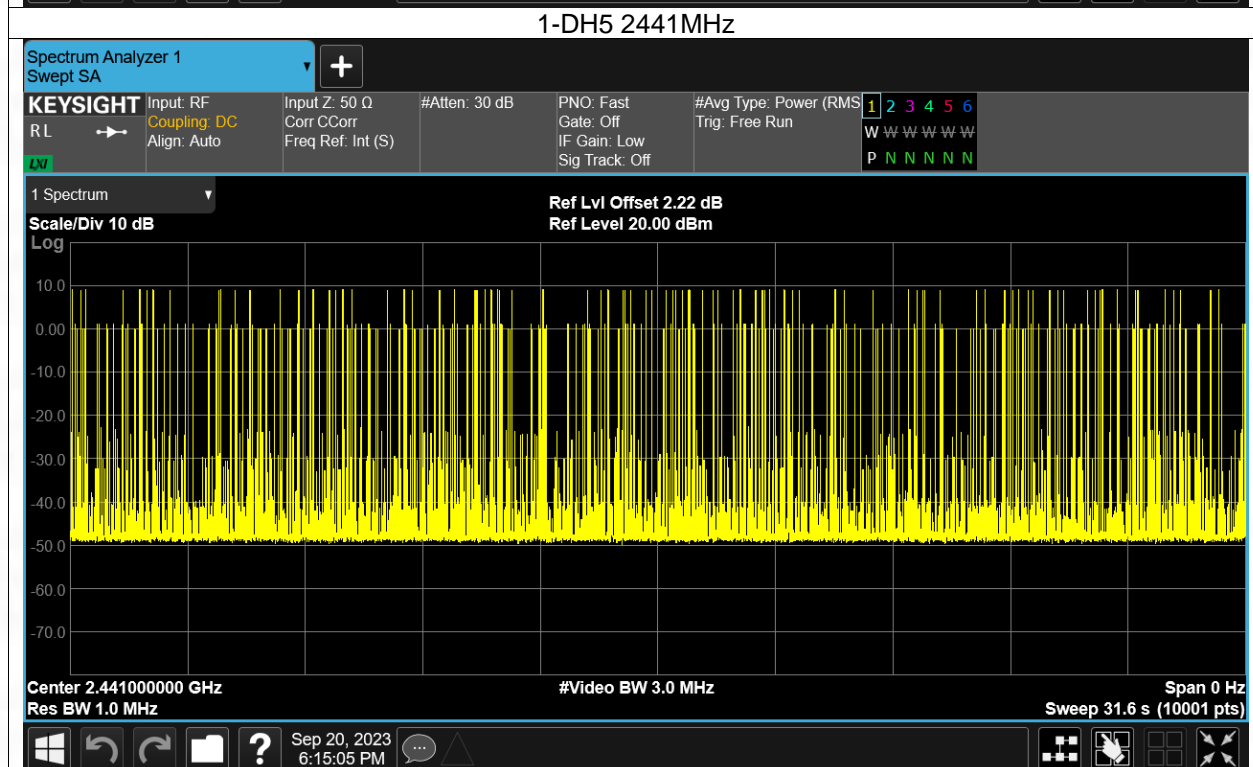 1-DH5 2441MHz
Spectrum Analyzer 1
Swept SA
KEYSIGHT
R L
LXI
Input: RF
Coupling: DC
Align: Auto
Input Z: 50 Ω
Corr CCorr
Freq Ref: Int (S)
#Atten: 30 dB
PNO: Fast
Gate: Off
IF Gain: Low
Sig Track: Off
#Avg Type: Power (RMS
Trig: Free Run
1 2 3 4 5 6
W W W W W W
P N N N N N
1 Spectrum
Scale/Div 10 dB
Ref Lvl Offset 2.22 dB
Ref Level 20.00 dBm
Log
10.0
0.00
-10.0
-20.0
-30.0
-40.0
-50.0
-60.0
-70.0
Center 2.441000000 GHz
#Video BW 3.0 MHz
Span 0 Hz
Res BW 1.0 MHz
Sweep 31.6 s (10001 pts)
?
Sep 20, 2023
6:15:05 PM